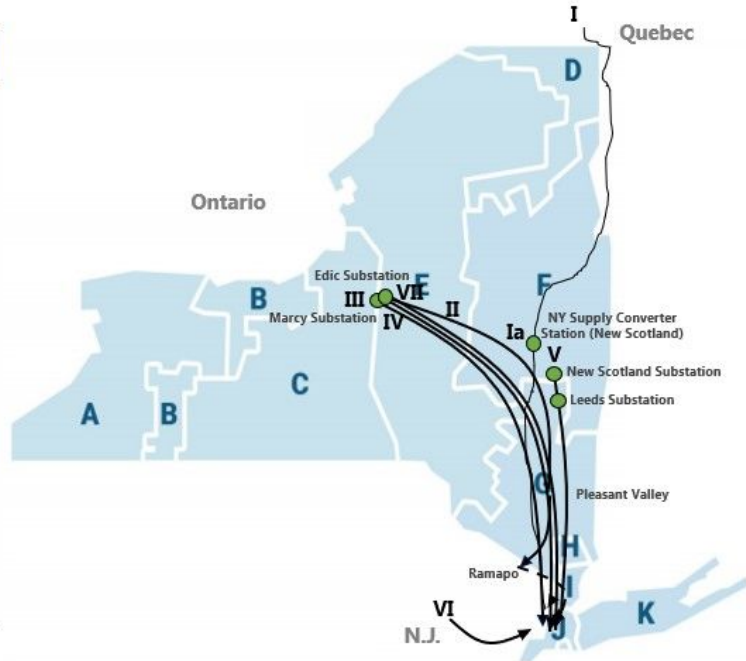 I
Quebec
D
Ontario
Edic Substation
B
III
VII
E
F
Marcy Substation
IV
II
Ia
NY Supply Converter
Station (New Scotland)
V
New Scotland Substation
C
A
B
Leeds Substation
G
Pleasant Valley
H
Ramapo
I
VI
K
N.J.
J